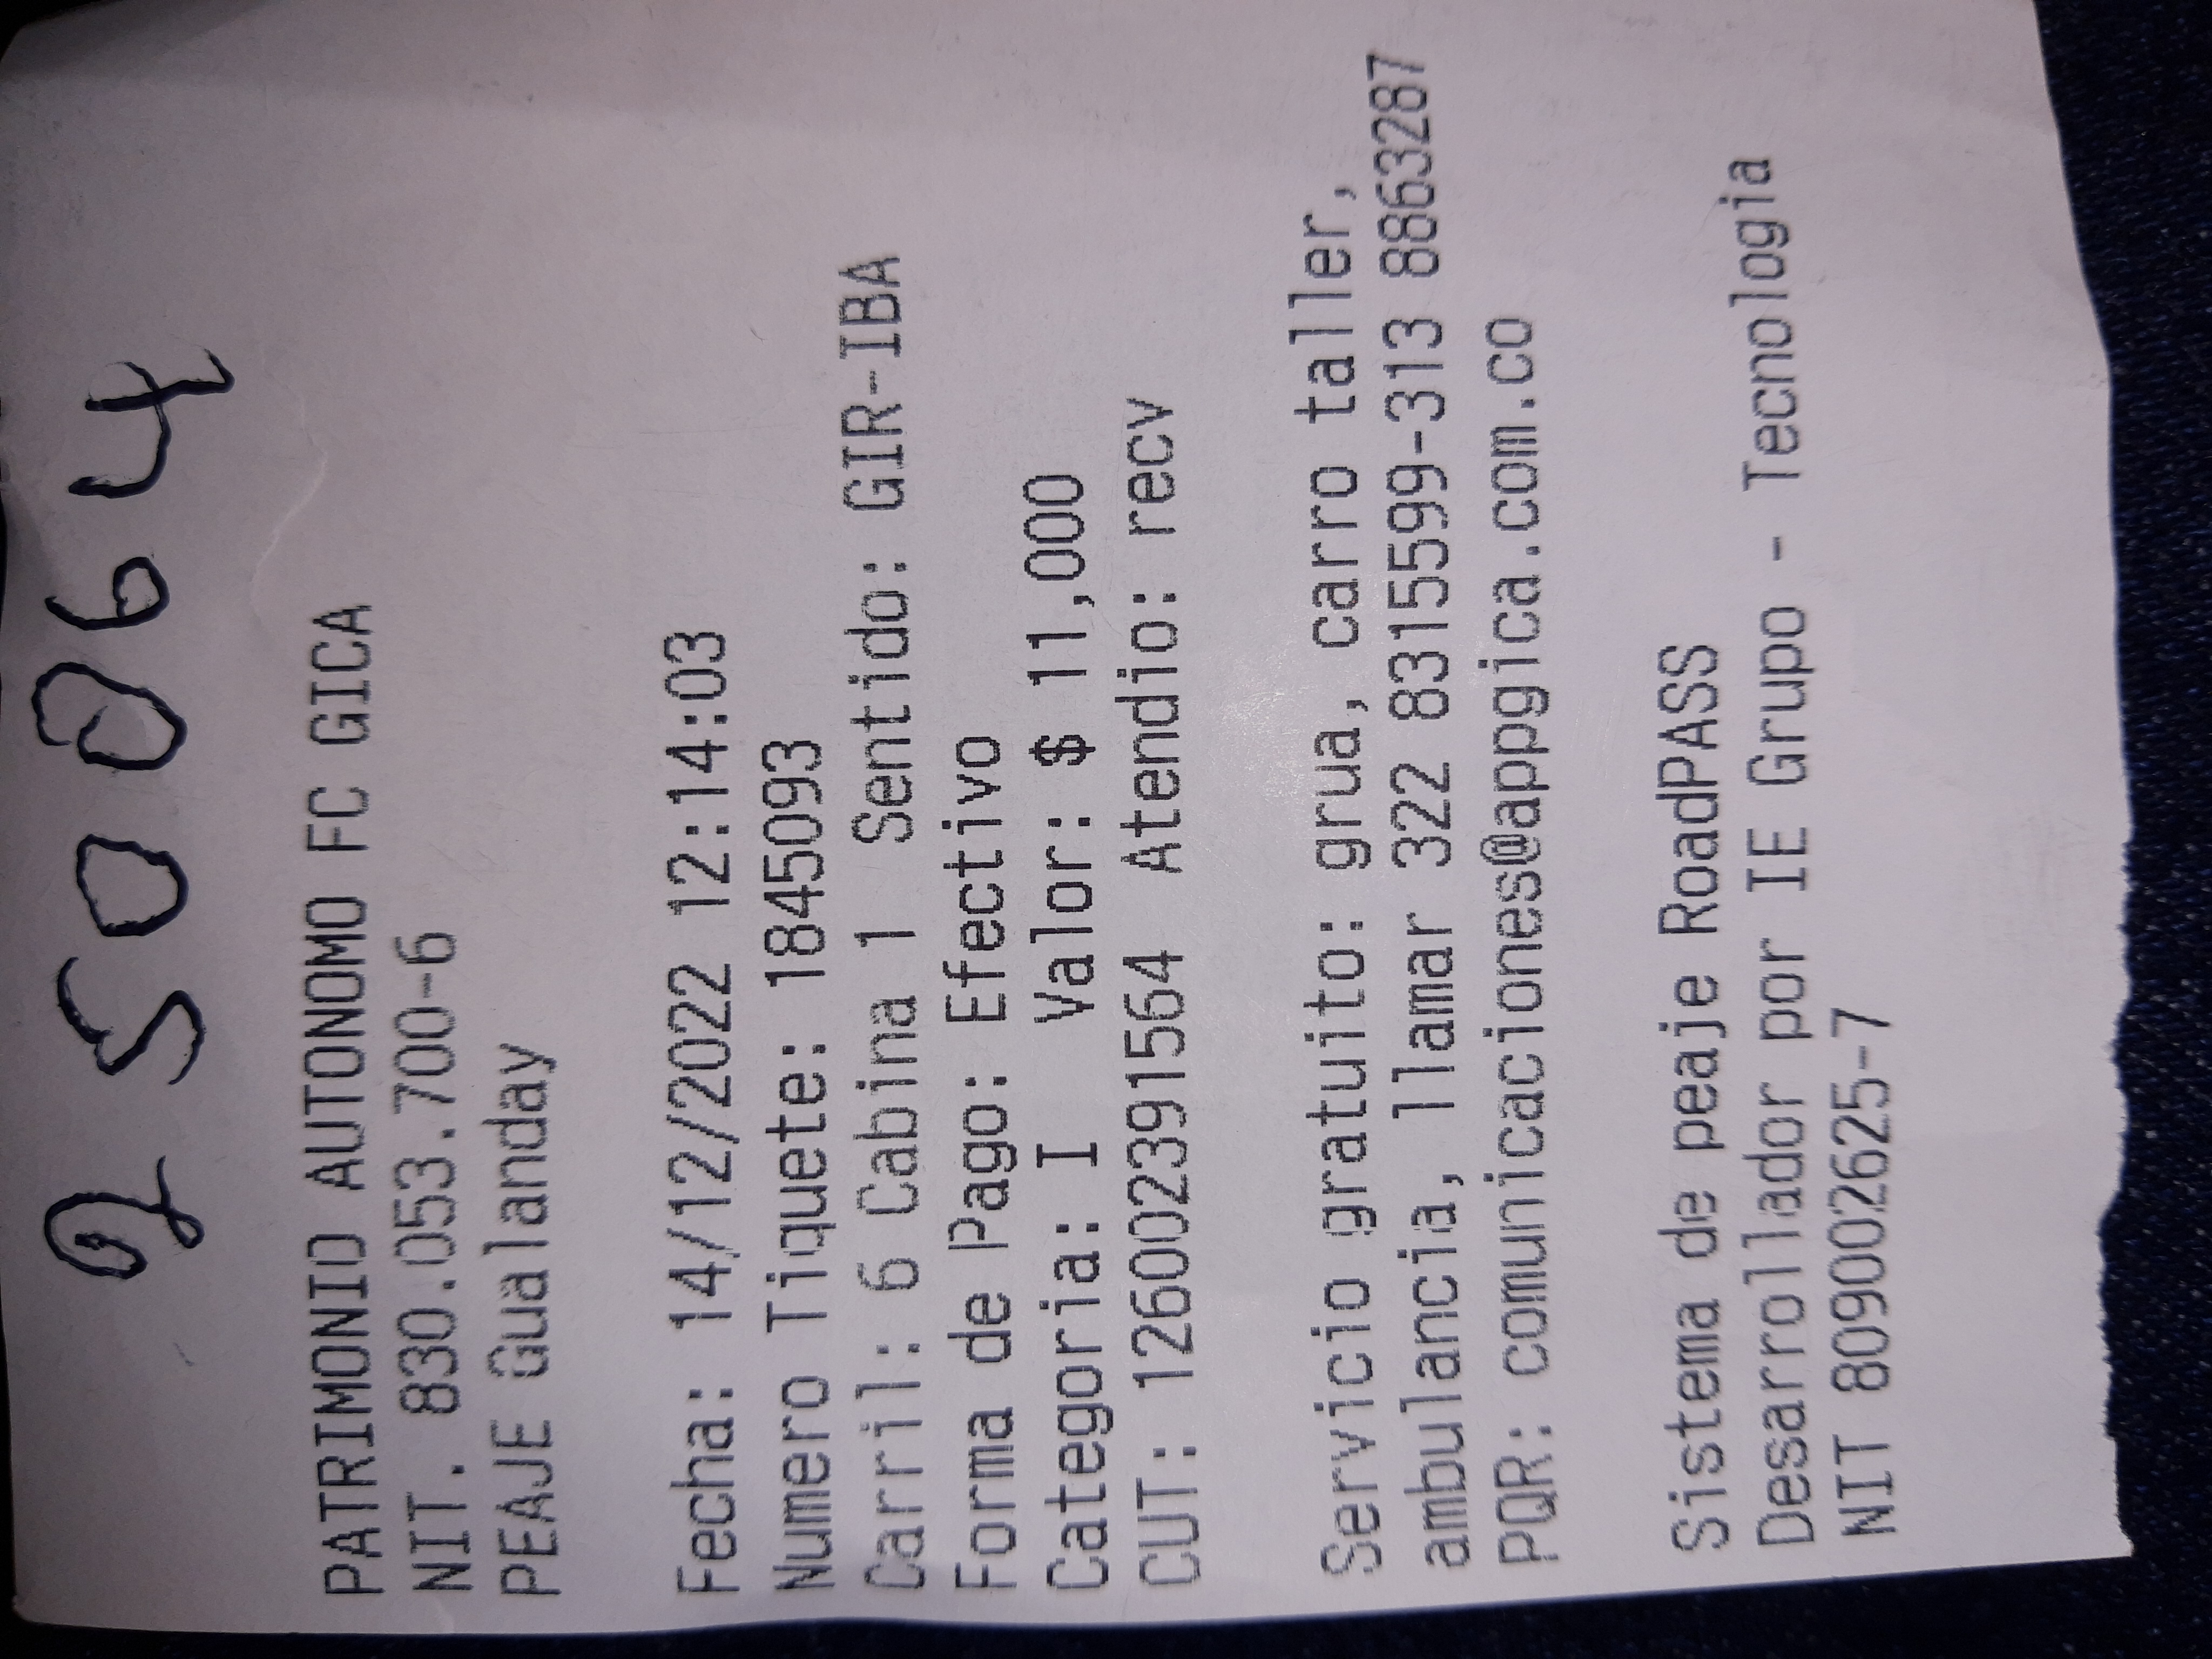 250064
PATRIMONIO AUTONOMO FC GICA
NIT. 830.053.700-6
PEAJE Gualanday
Fecha: 14/12/2022 12:14:03
Numero Tiquete: 1845093
Carril: 6 Cabina 1 Sentido: GIR-IBA
Forma de Pago: Efectivo
Categoria: I Valor: $ 11,000
CUT: 1260023915​64 Atendio: recv
Servicio gratuito: grua, carro taller,
ambulancia, llamar 322 8315599-313 8863287
PQR: comunicaciones@appgica.com.co
Sistema de peaje RoadPASS
Desarrollador por IE Grupo - Tecnologia
NIT 809002625-7